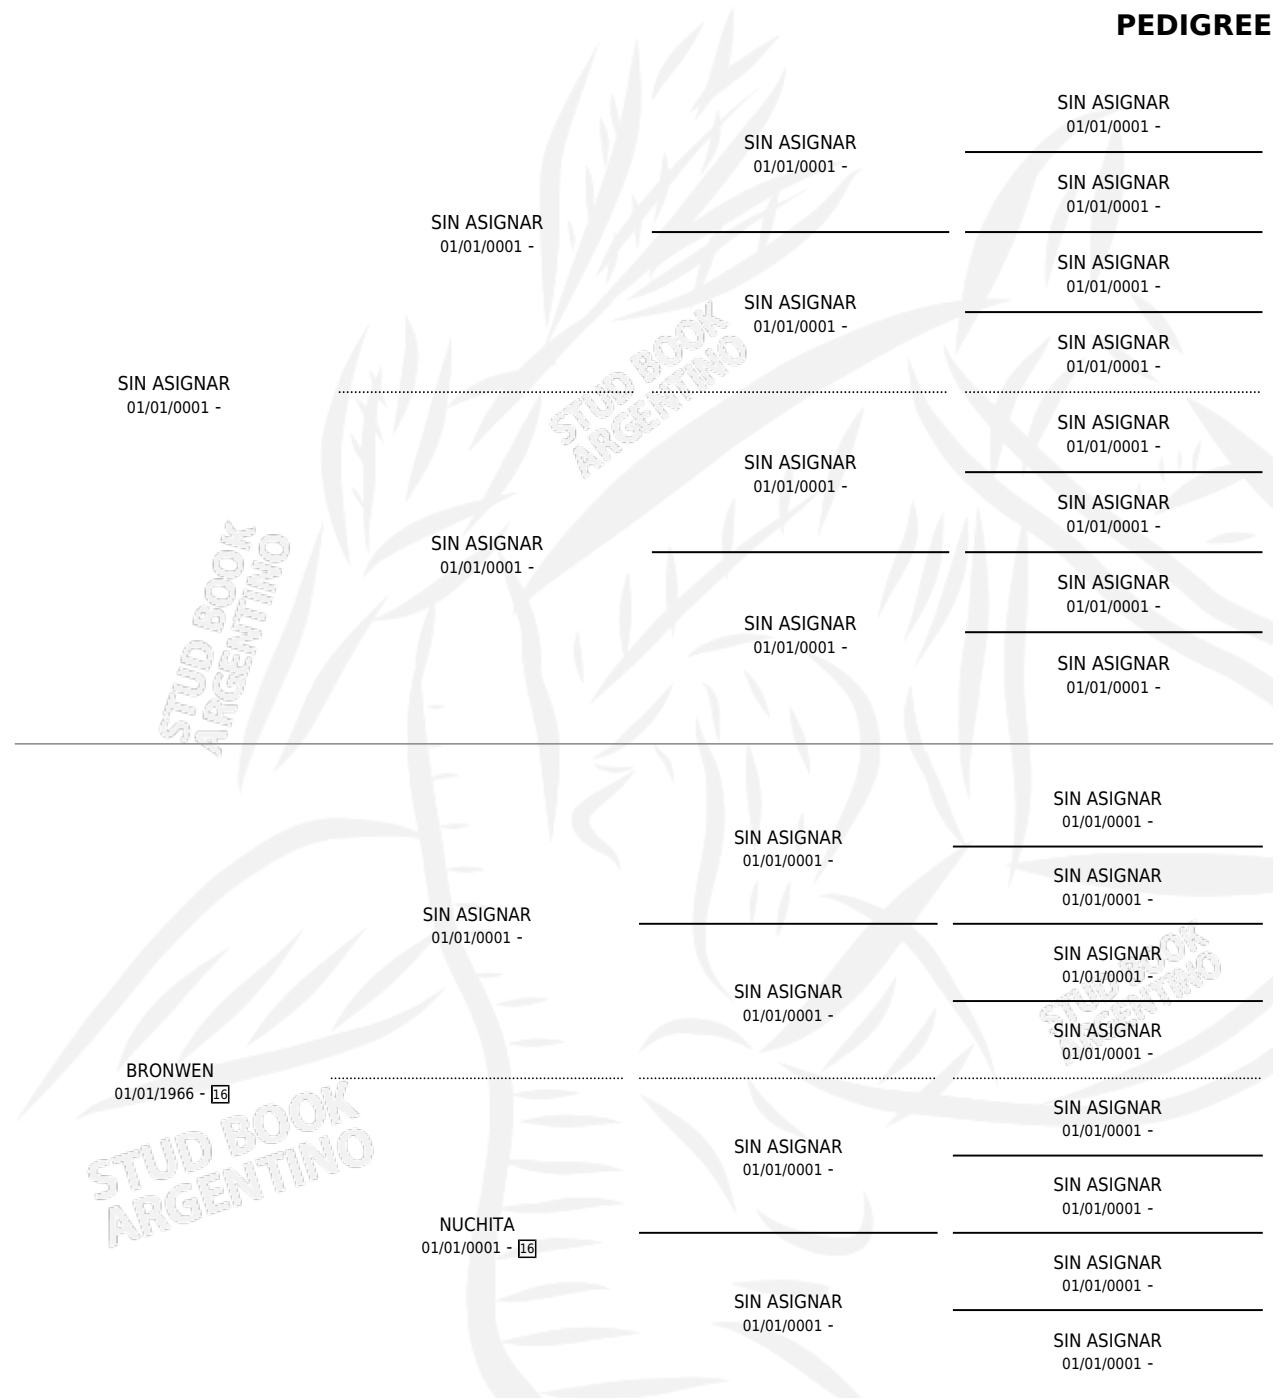 PEDIGREE
SIN ASIGNAR
01/01/0001 -
SIN ASIGNAR
01/01/0001 -
SIN ASIGNAR
01/01/0001 -
SIN ASIGNAR
01/01/0001 -
SIN ASIGNAR
01/01/0001 -
SIN ASIGNAR
01/01/0001 -
SIN ASIGNAR
01/01/0001 -
SIN ASIGNAR
01/01/0001 -
STUD BOOK
ARGENTINO
SIN ASIGNAR
01/01/0001 -
SIN ASIGNAR
01/01/0001 -
SIN ASIGNAR
01/01/0001 -
SIN ASIGNAR
01/01/0001 -
SIN ASIGNAR
01/01/0001 -
SIN ASIGNAR
01/01/0001 -
SIN ASIGNAR
01/01/0001 -
STUD BOOK
ARGENTINO
SIN ASIGNAR
01/01/0001 -
SIN ASIGNAR
01/01/0001 -
SIN ASIGNAR
01/01/0001 -
SIN ASIGNAR
01/01/0001 -
SIN ASIGNAR
01/01/0001 -
SIN ASIGNAR
01/01/0001 -
SIN ASIGNAR
01/01/0001 -
SIN ASIGNAR
01/01/0001 -
STUD BOOK
ARGENTINO
BRONWEN
01/01/1966 - 16
STUD BOOK
ARGENTINO
SIN ASIGNAR
01/01/0001 -
SIN ASIGNAR
01/01/0001 -
SIN ASIGNAR
01/01/0001 -
NUCHITA
01/01/0001 - 16
SIN ASIGNAR
01/01/0001 -
SIN ASIGNAR
01/01/0001 -
SIN ASIGNAR
01/01/0001 -